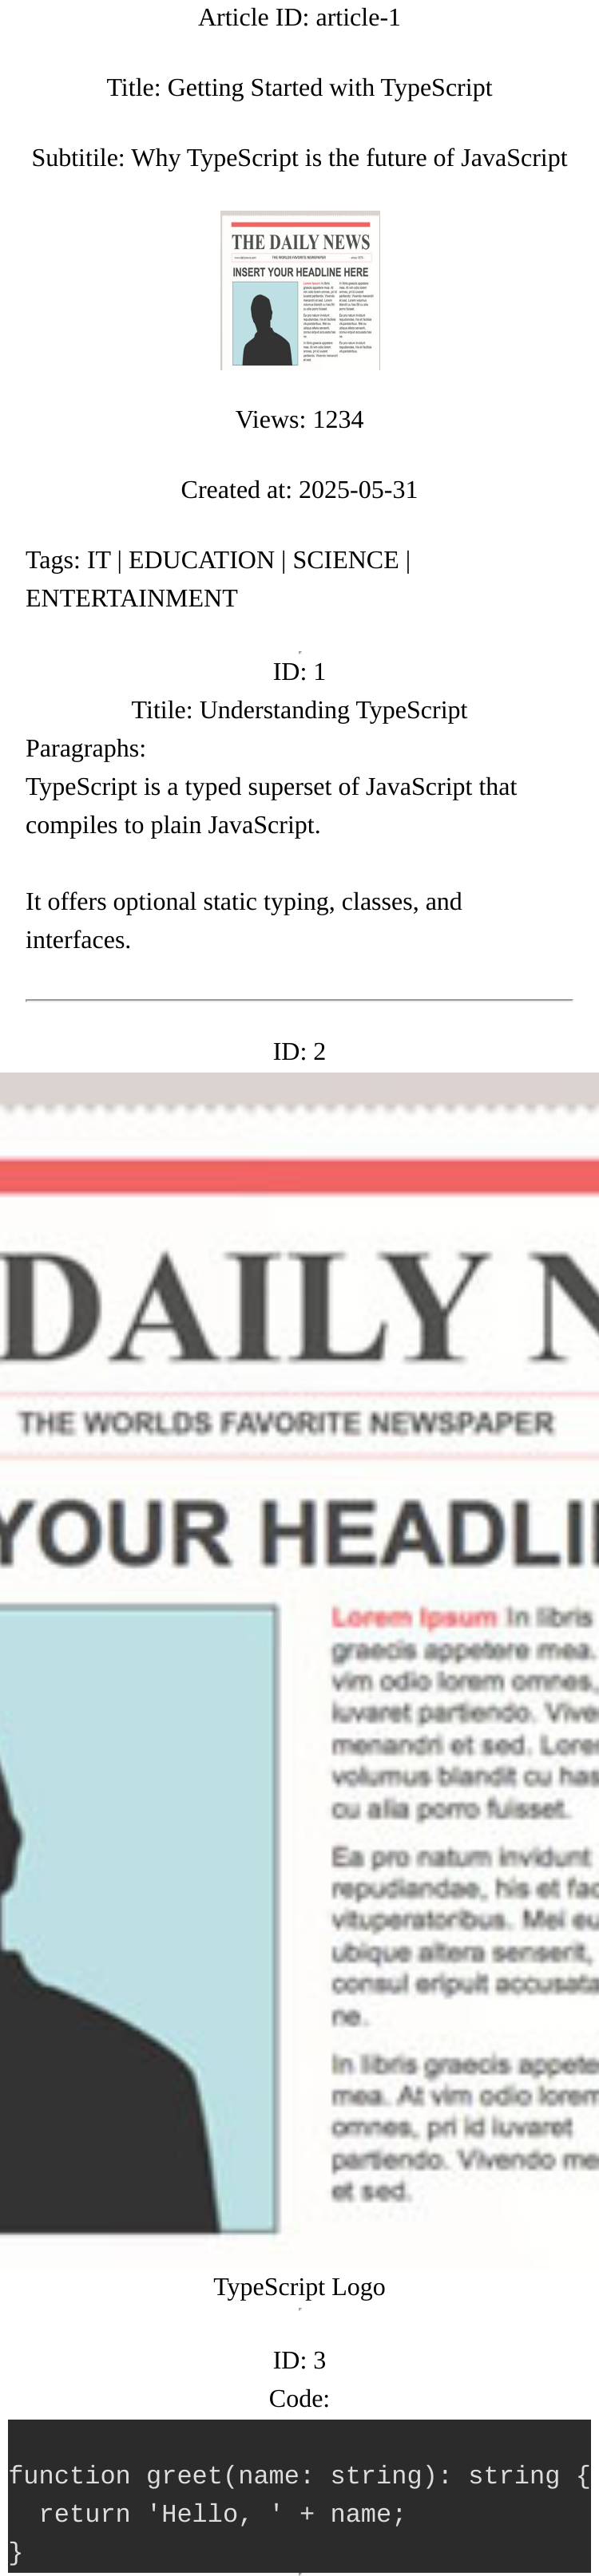 Article ID: article-1
Title: Getting Started with TypeScript
Subtitile: Why TypeScript is the future of JavaScript
THE DAILY NEWS
THE WORLDS FAVORITE NEWSPAPER
INSERT YOUR HEADLINE HERE
Views: 1234
Created at: 2025-05-31
Tags: IT | EDUCATION | SCIENCE |
ENTERTAINMENT
ID: 1
Titile: Understanding TypeScript
Paragraphs:
TypeScript is a typed superset of JavaScript that
compiles to plain JavaScript.
It offers optional static typing, classes, and
interfaces.
ID: 2
DAILY N
THE WORLDS FAVORITE NEWSPAPER
YOUR HEADLI
Lorem Ipsum In libris
graecis appetere mea.
vim odio lorem omnes,
iuvaret partiendo. Vive
menandri et sed. Lore
volumus blandit cu has
cu alia porro fuisset.
Ea pro natum invidunt
repudiandae, his et fac
vituperatoribus. Mei eu
ubique altera senserit,
consul eripuit accusata
ne.
In libris graecis appete
mea. At vim odio lorem
omnes, pri id iuvaret
partiendo. Vivendo me
et sed.
TypeScript Logo
ID: 3
Code:
function greet(name: string): string {
  return 'Hello, ' + name;
}